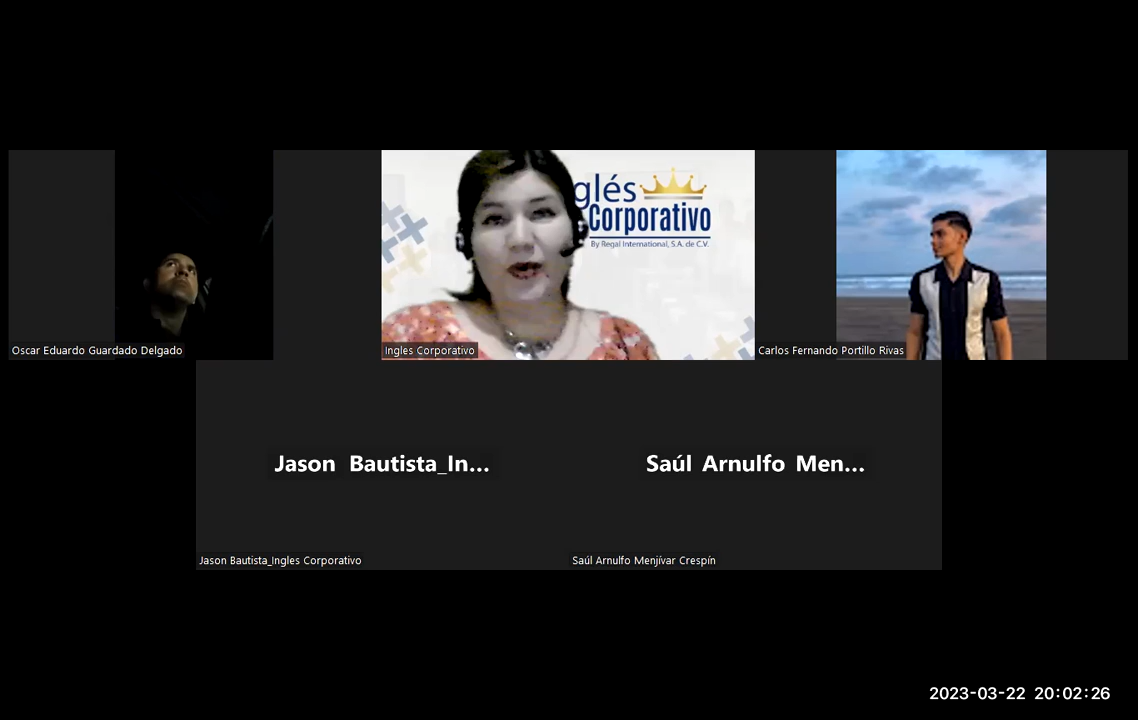 glés
Corporativo
By Regal International, S.A. de C.V.
Oscar Eduardo Guardado Delgado
Ingles Corporativo
Carlos Fernando Portillo Rivas
Jason Bautista_In...
Saúl Arnulfo Men...
Jason Bautista_Ingles Corporativo
Saúl Arnulfo Menjívar Crespín
2023-03-22 20:02:26